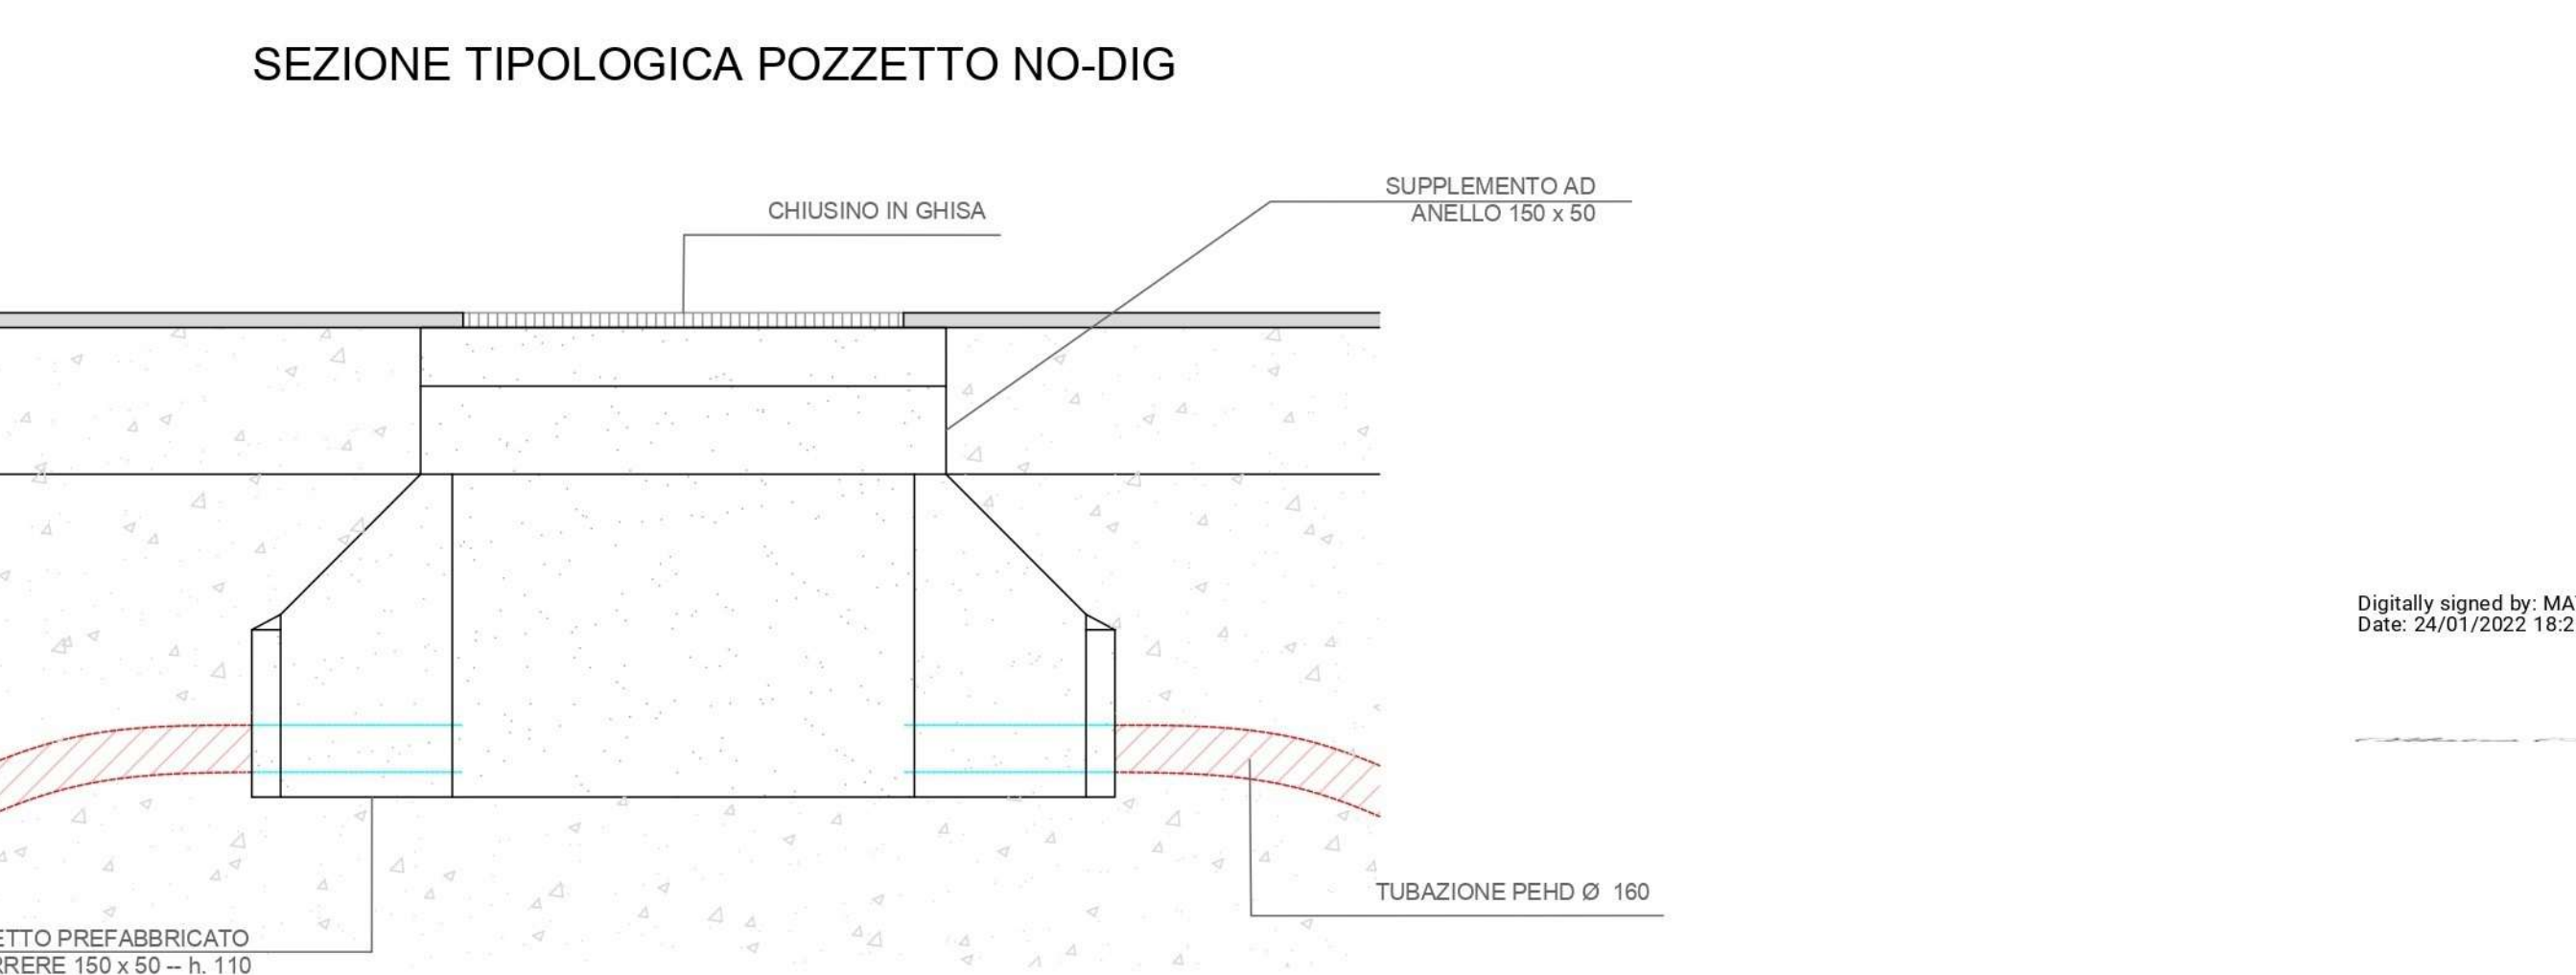 SEZIONE TIPOLOGICA POZZETTO NO-DIG
CHIUSINO IN GHISA
SUPPLEMENTO AD
ANELLO 150 x 50
Digitally signed by:
Date: 24/01/2022
TUBAZIONE PEHD Ø 160
PREFABBRICATO
150 x 50 -- h. 110